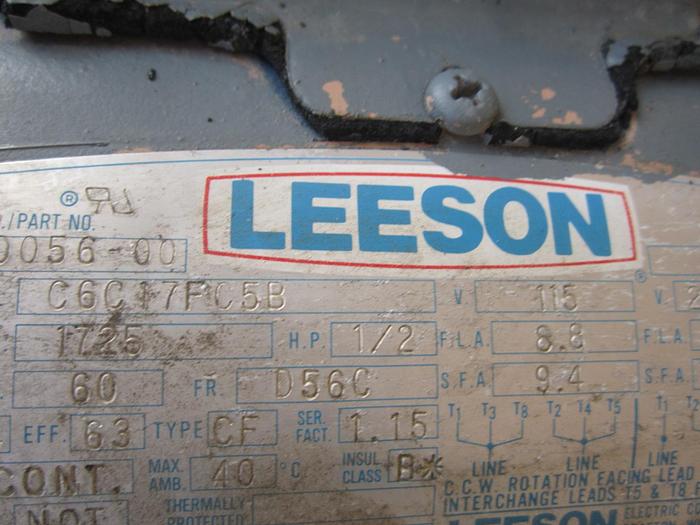 ® LEESON ®
/PART NO.
0056-00
C6C17FC5B V 115 V.
1725 H.P 1/2 F.L.A. 8.8 F.L.A.
60 FR. D56C S.F.A. 9.4 S.F.A.
EFF. 63 TYPE CF SER. FACT. 1.15 T1 T3 T8 T2 T4 T5 T1
CONT. MAX. AMB. 40 °C INSUL CLASS B* LINE LINE LINE
C.C.W. ROTATION FACING LEAD
INTERCHANGE LEADS T5 & T8
NOT THERMALLY PROTECTED LEESON ELECTRIC